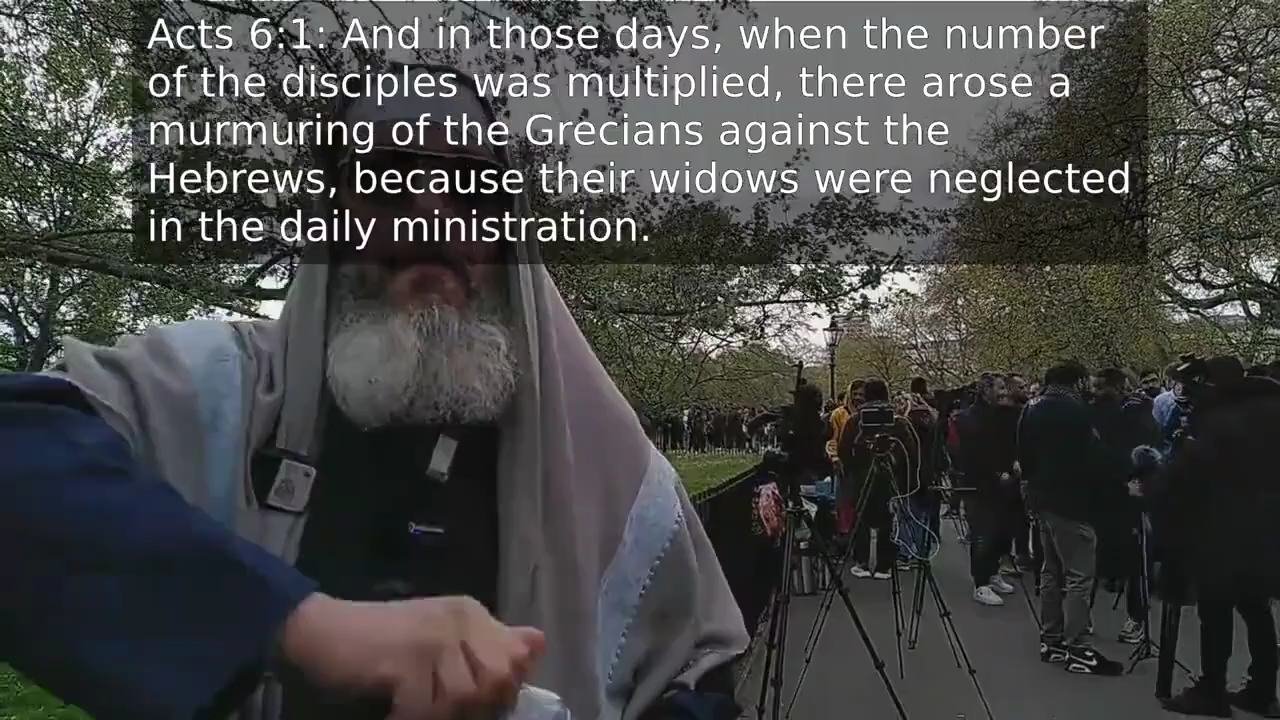 Acts 6:1: And in those days, when the number
of the disciples was multiplied, there arose a
murmuring of the Grecians against the
Hebrews, because their widows were neglected
in the daily ministration.